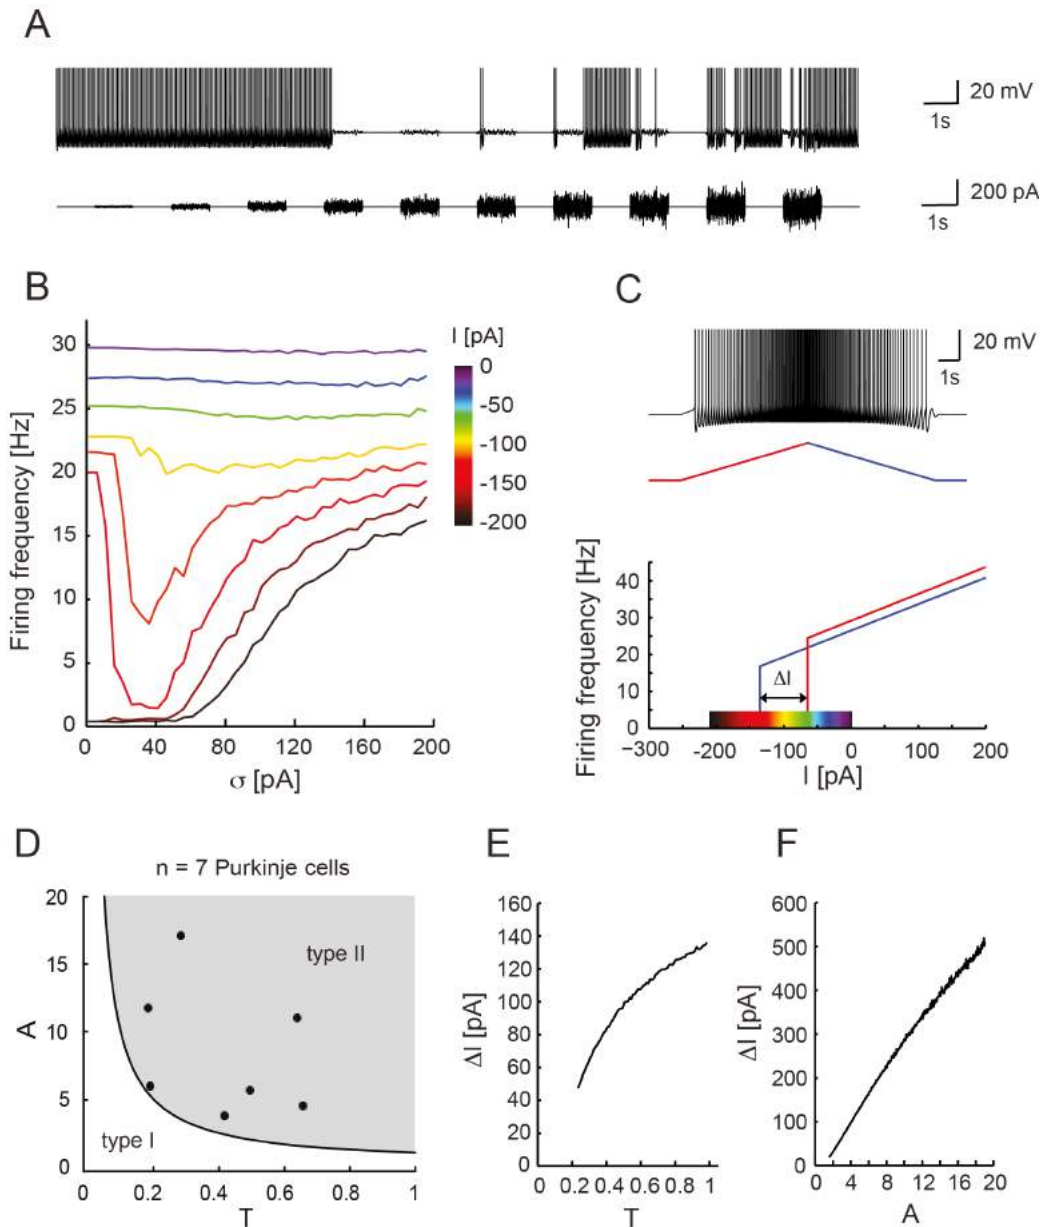 A
20 mV
1s
200 pA
1s
B
Firing frequency [Hz]
30
25
20
15
10
5
0
0 40 80 120 160 200
σ [pA]
I [pA]
0
-50
-100
-150
-200
C
20 mV
1s
Firing frequency [Hz]
40
30
20
10
0
ΔI
−300 −200 −100 0 100 200
I [pA]
D
n = 7 Purkinje cells
A
20
15
10
5
0
type II
type I
0 0.2 0.4 0.6 0.8 1
T
E
ΔI [pA]
160
140
120
100
80
60
40
20
0
0 0.2 0.4 0.6 0.8 1
T
F
ΔI [pA]
600
500
400
300
200
100
0
0 4 8 12 16 20
A